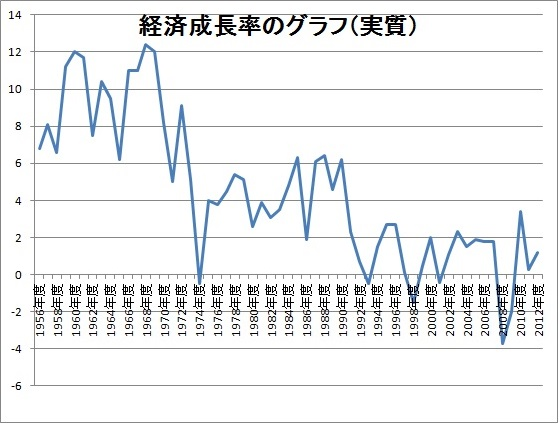 経済成長率のグラフ(実質)
14
12
10
8
6
4
2
0
-2
-4
-6
1956年度
1958年度
1960年度
1962年度
1964年度
1966年度
1968年度
1970年度
1972年度
1974年度
1976年度
1978年度
1980年度
1982年度
1984年度
1986年度
1988年度
1990年度
1992年度
1994年度
1996年度
1998年度
2000年度
2002年度
2004年度
2006年度
2008年度
2010年度
2012年度